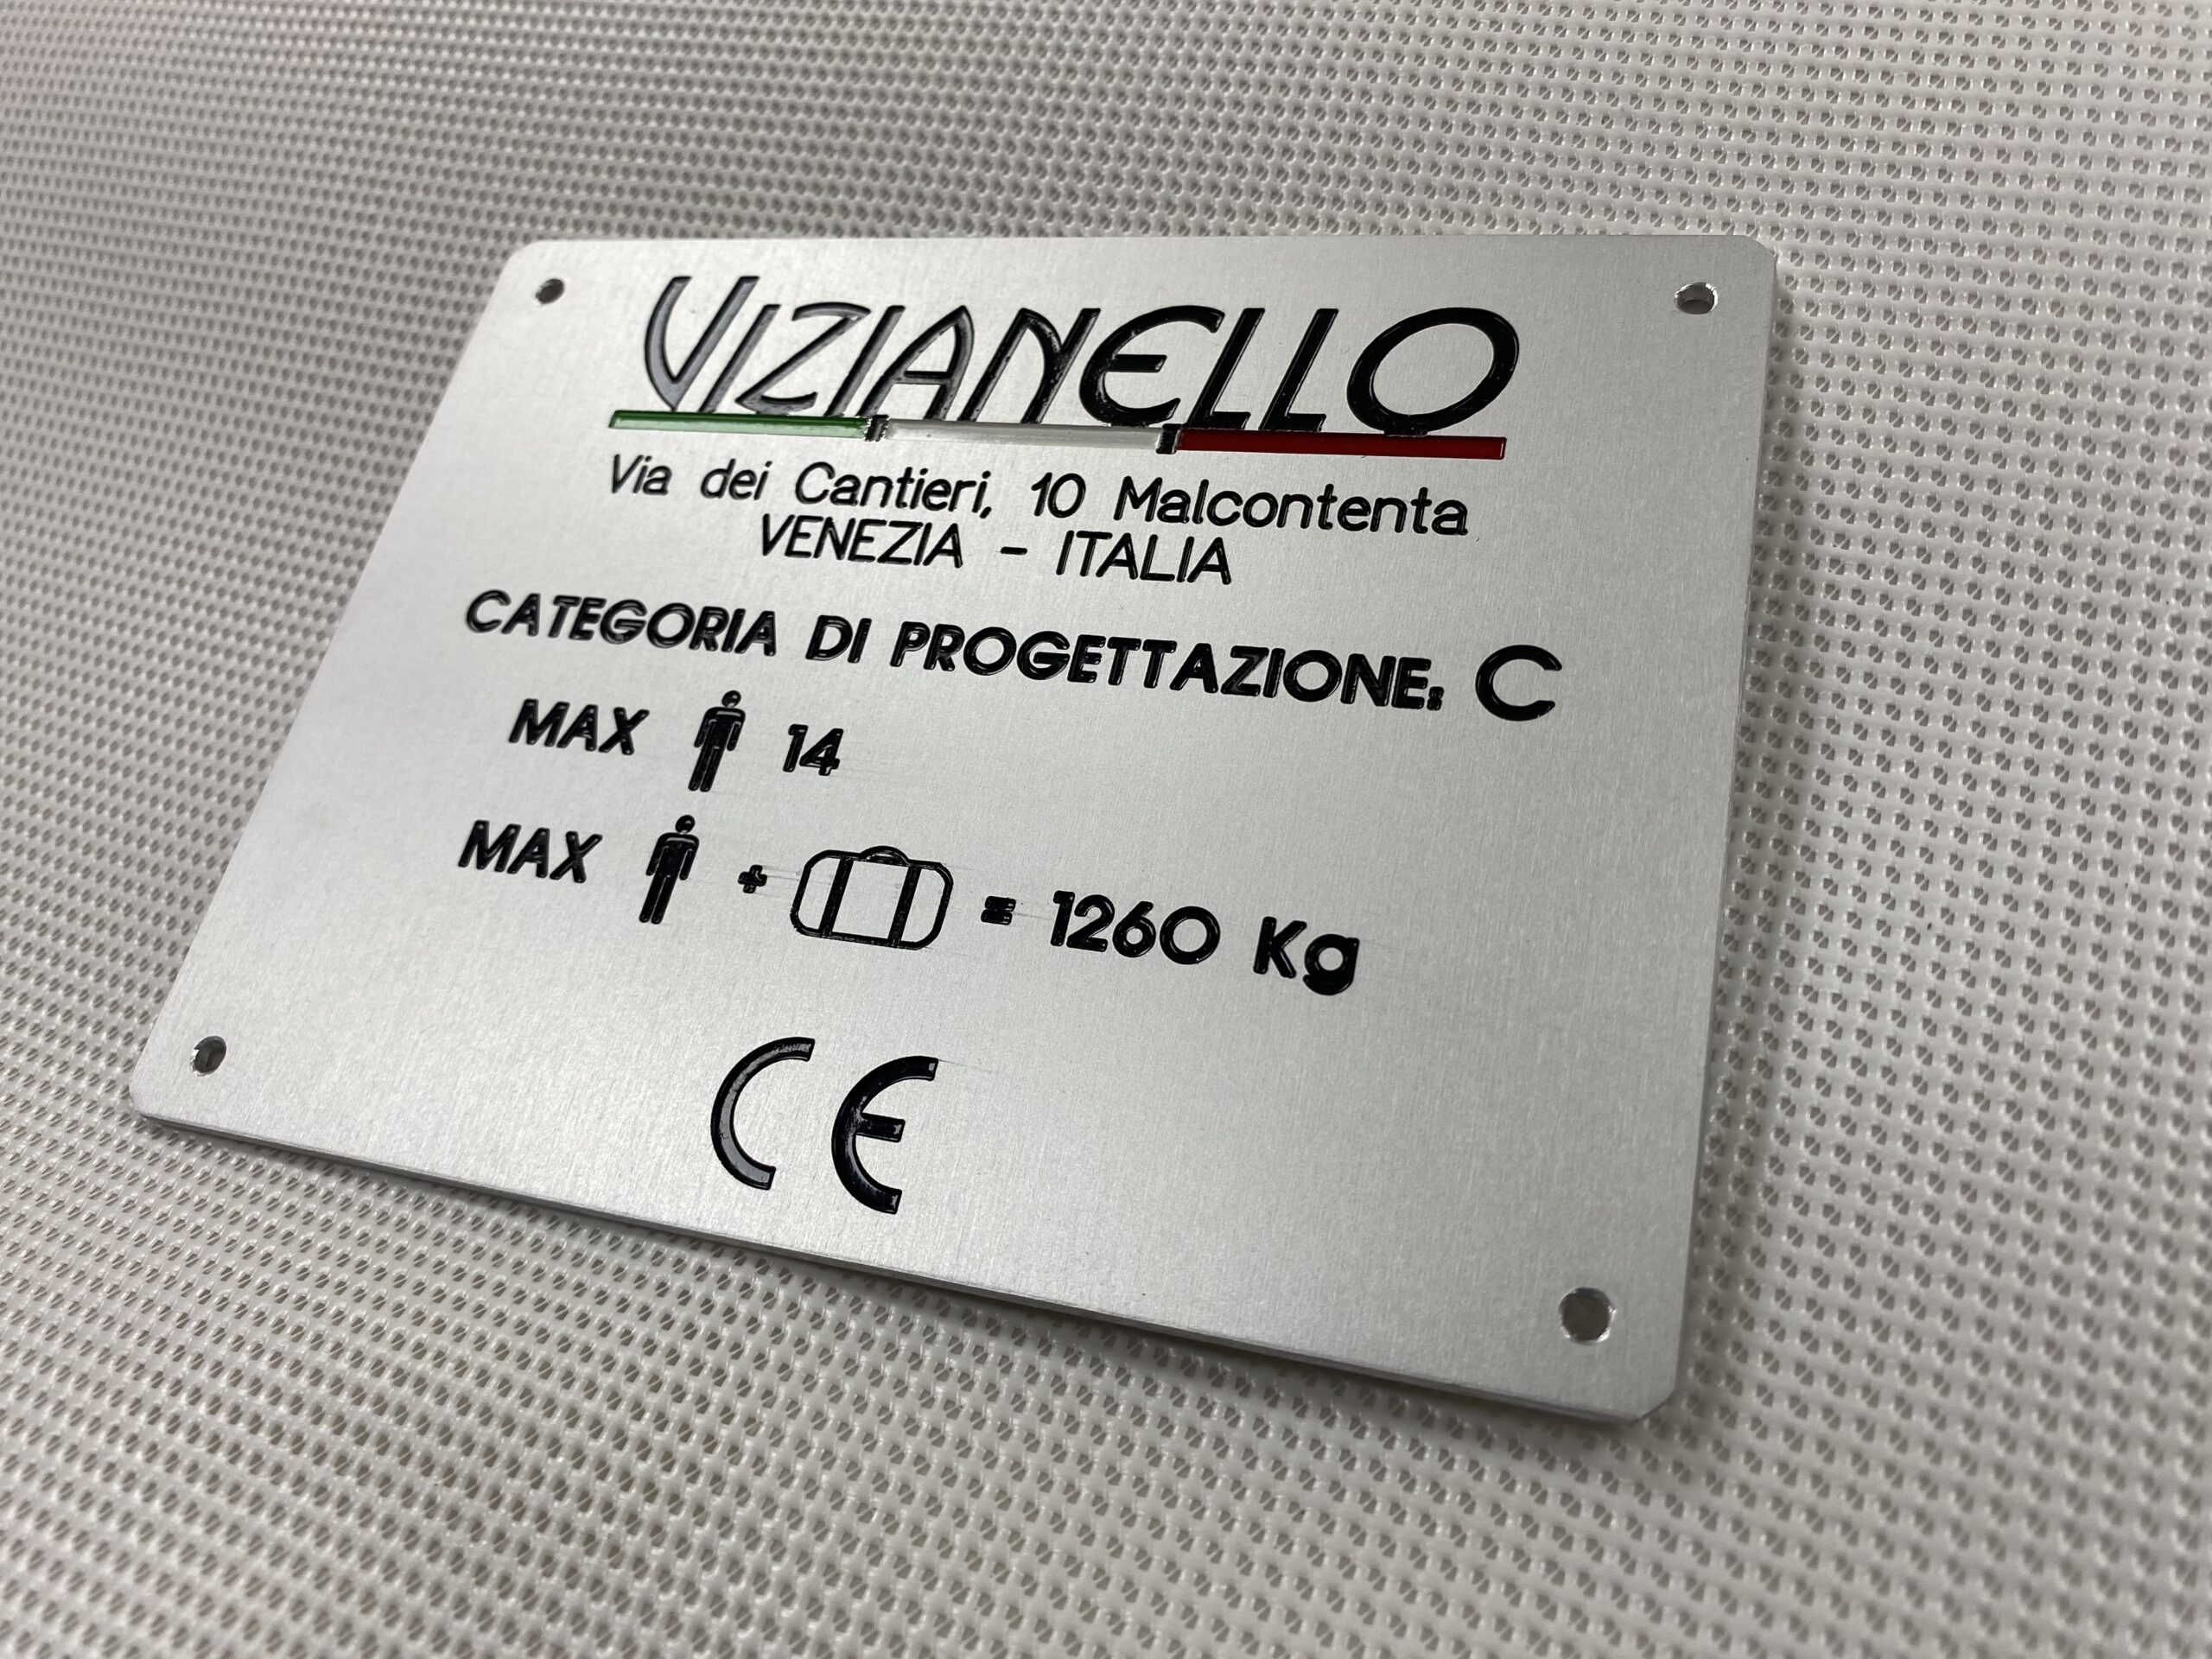 VIZIANELLO
Via dei Cantieri, 10 Malcontenta
VENEZIA - ITALIA
CATEGORIA DI PROGETTAZIONE: C
MAX 14
MAX + = 1260 Kg
CE